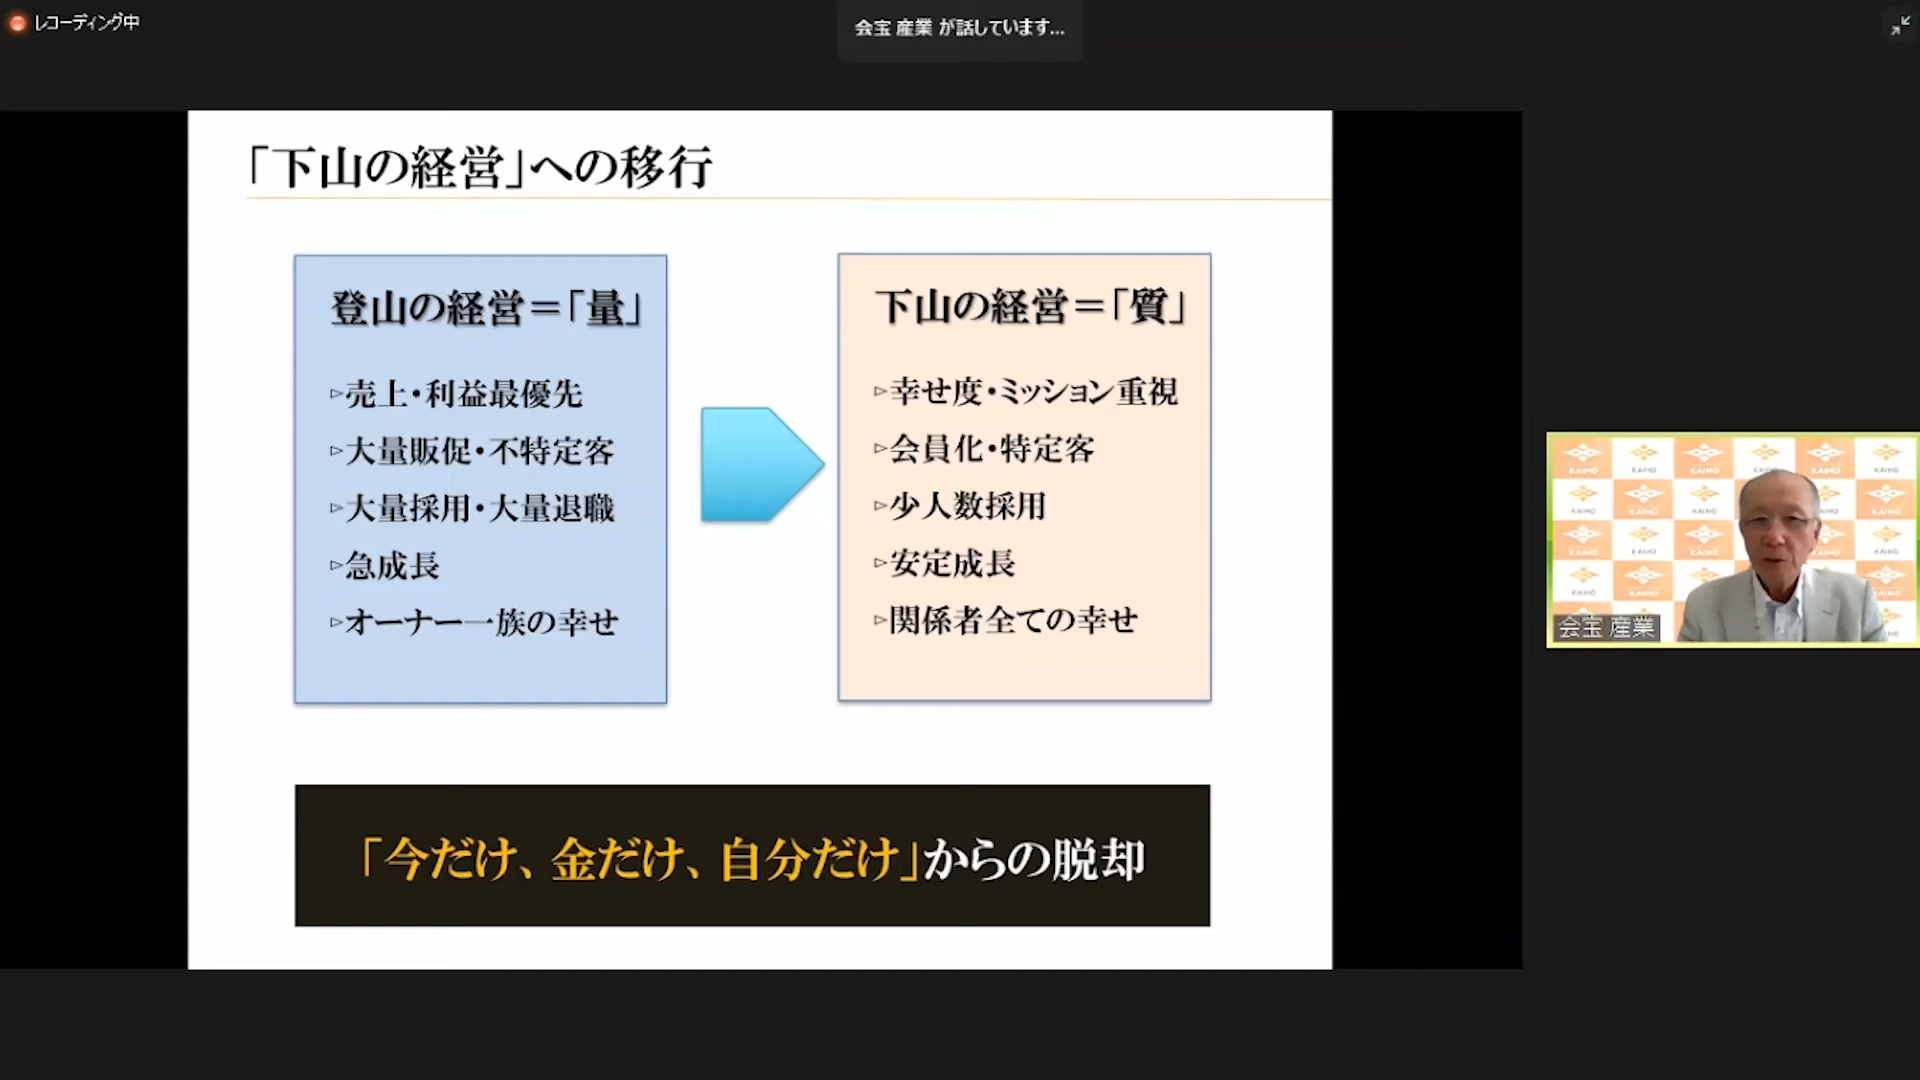 レコーディング中
会宝 産業 が話しています...
「下山の経営」への移行
登山の経営＝「量」
▹売上・利益最優先
▹大量販促・不特定客
▹大量採用・大量退職
▹急成長
▹オーナー一族の幸せ
下山の経営＝「質」
▹幸せ度・ミッション重視
▹会員化・特定客
▹少人数採用
▹安定成長
▹関係者全ての幸せ
「今だけ、金だけ、自分だけ」からの脱却
KAIHO KAIHO KAIHO KAIHO KAIHO
会宝 産業